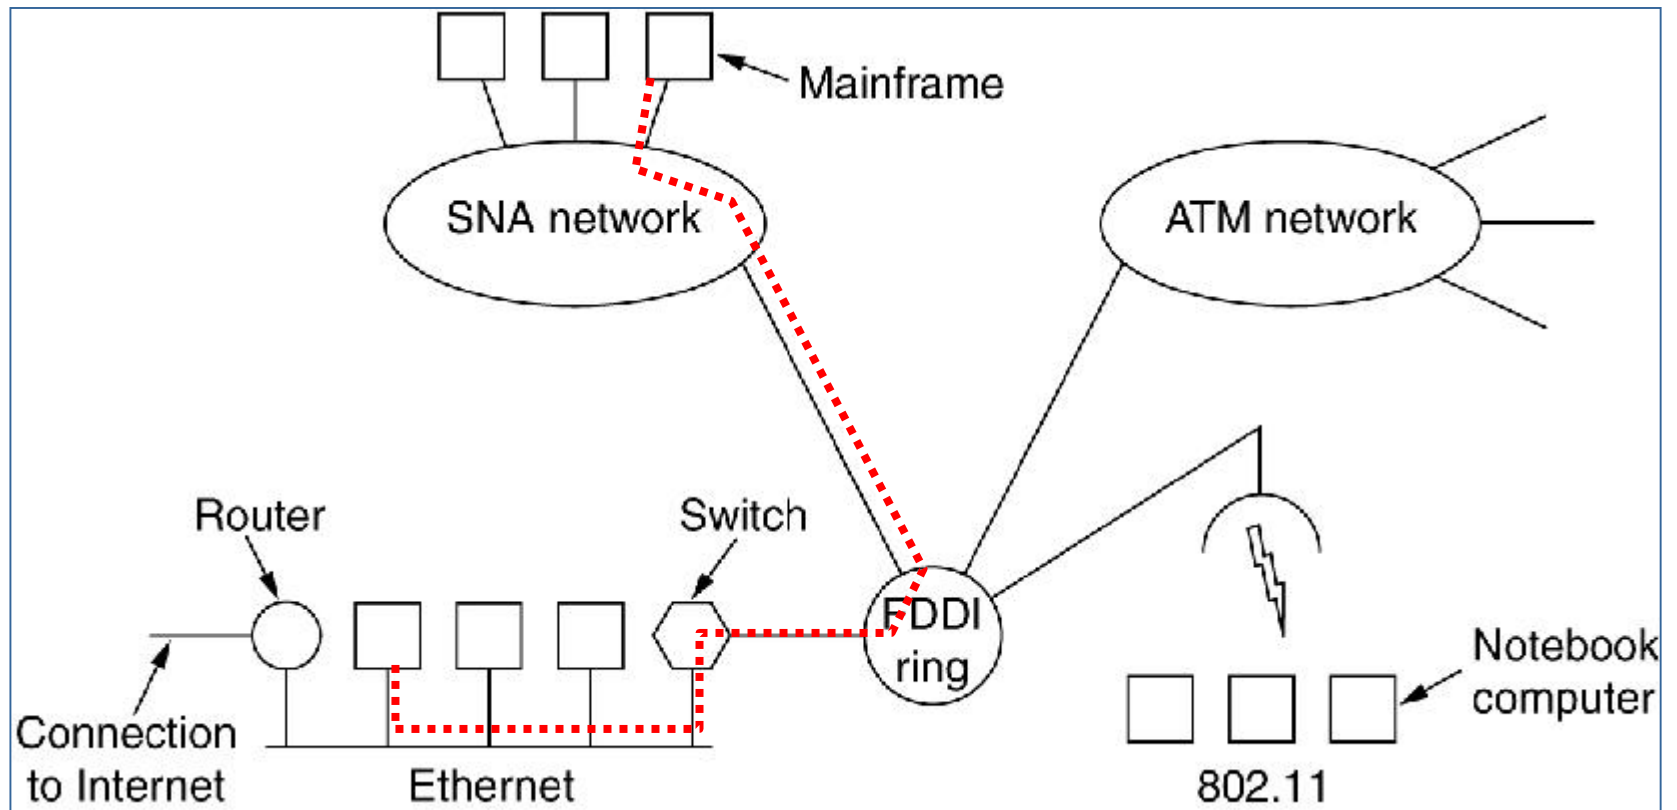 Mainframe
SNA network
ATM network
Router
Switch
FDDI
ring
Notebook
computer
Connection
to Internet
Ethernet
802.11